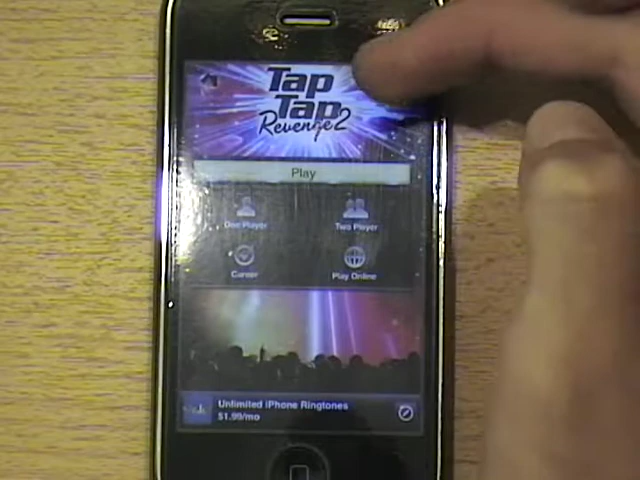 Tap
Tap
Revenge 2
Play
One Player
Two Player
Career
Play Online
Unlimited iPhone Ringtones
$1.99/mo